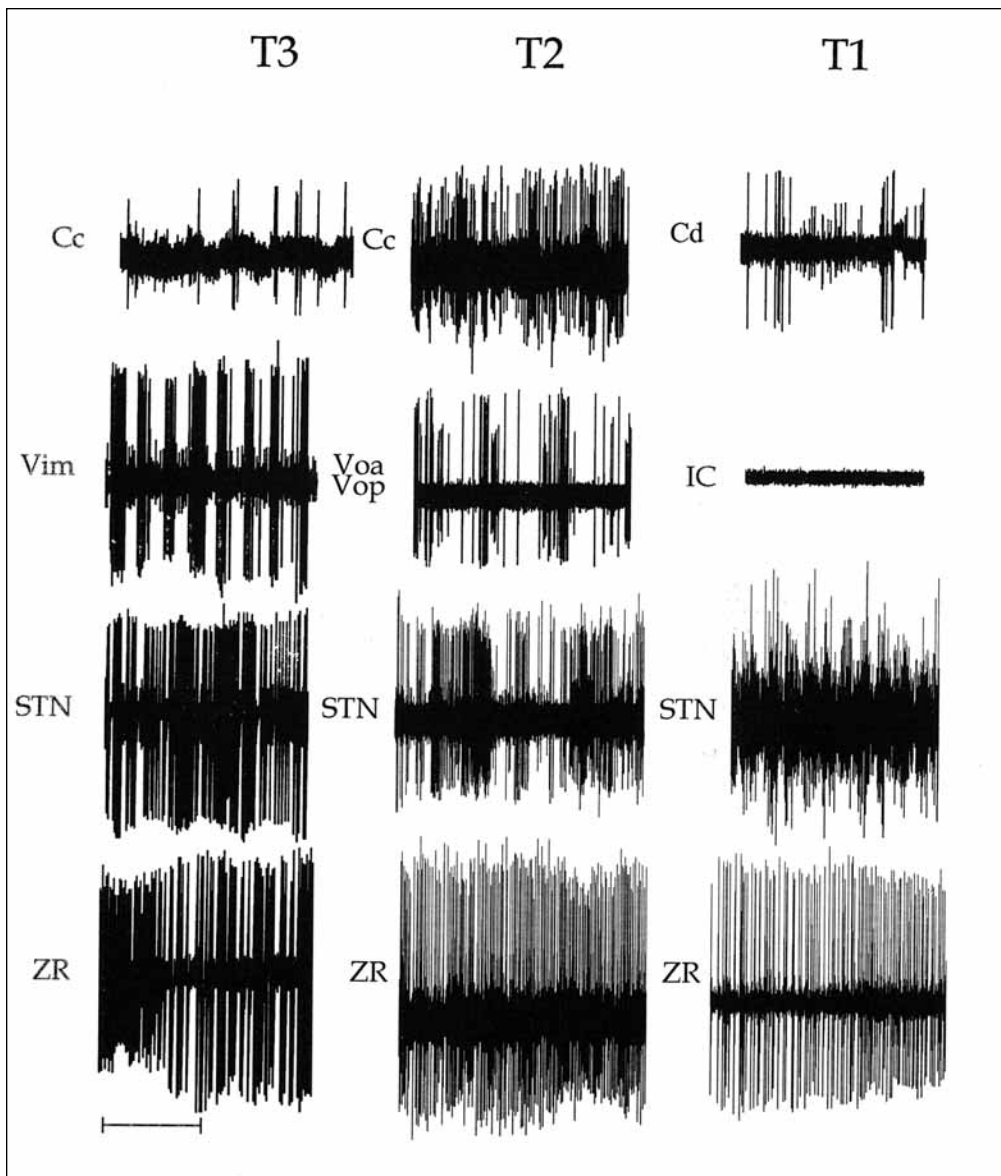 T3 T2 T1
Cc Cc Cd
Vim Voa IC
Vop
STN STN STN
ZR ZR ZR